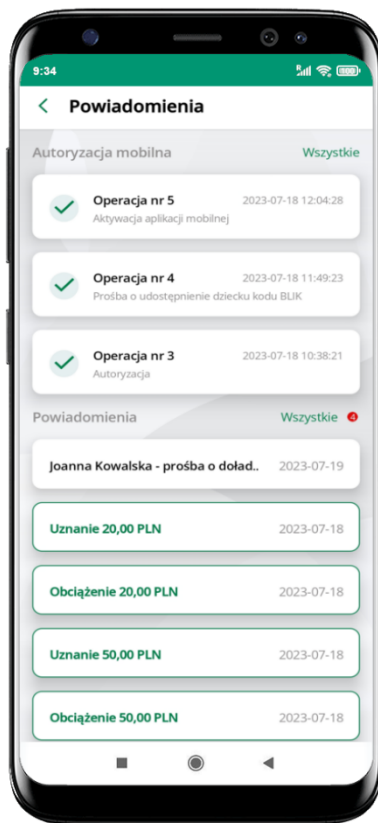 9:34
Powiadomienia
Autoryzacja mobilna Wszystkie
Operacja nr 5 2023-07-18 12:04:28
Aktywacja aplikacji mobilnej
Operacja nr 4 2023-07-18 11:49:23
Prośba o udostępnienie dziecku kodu BLIK
Operacja nr 3 2023-07-18 10:38:21
Autoryzacja
Powiadomienia Wszystkie 4
Joanna Kowalska - prośba o doład.. 2023-07-19
Uznanie 20,00 PLN 2023-07-18
Obciążenie 20,00 PLN 2023-07-18
Uznanie 50,00 PLN 2023-07-18
Obciążenie 50,00 PLN 2023-07-18